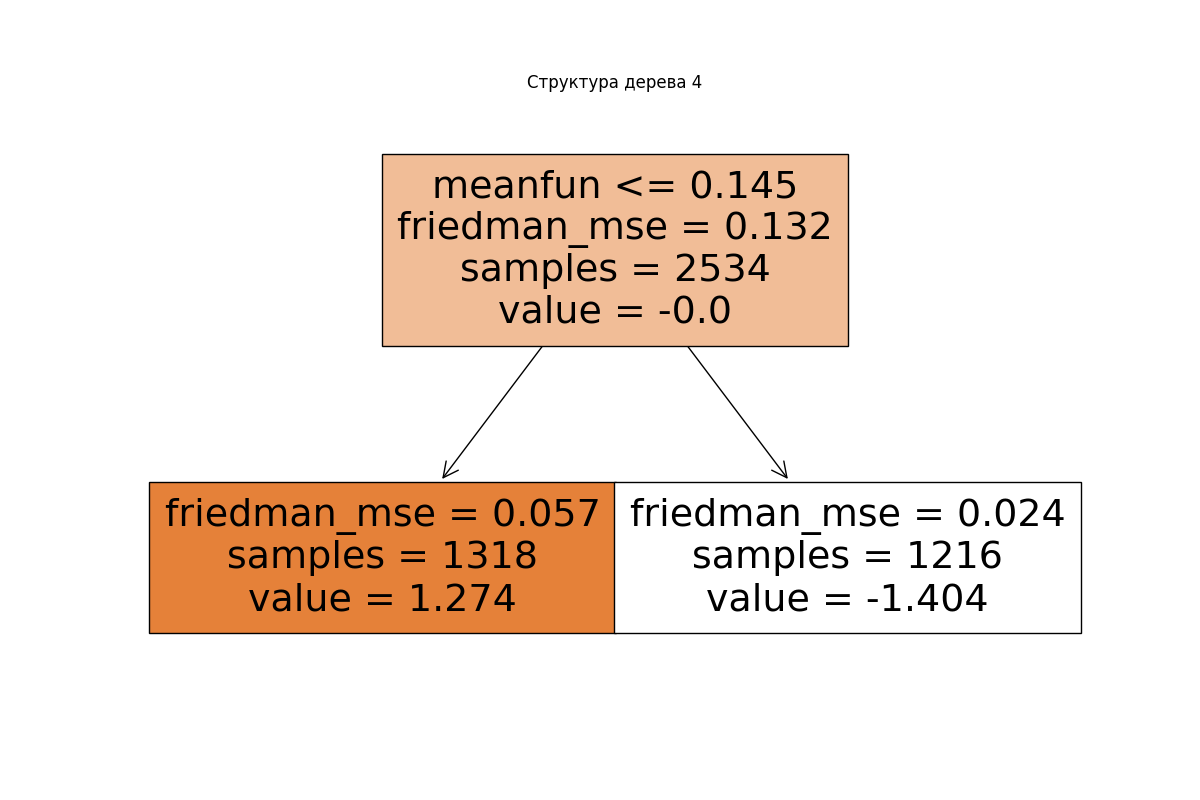 Структура дерева 4
meanfun <= 0.145
friedman_mse = 0.132
samples = 2534
value = -0.0
friedman_mse = 0.057
samples = 1318
value = 1.274
friedman_mse = 0.024
samples = 1216
value = -1.404